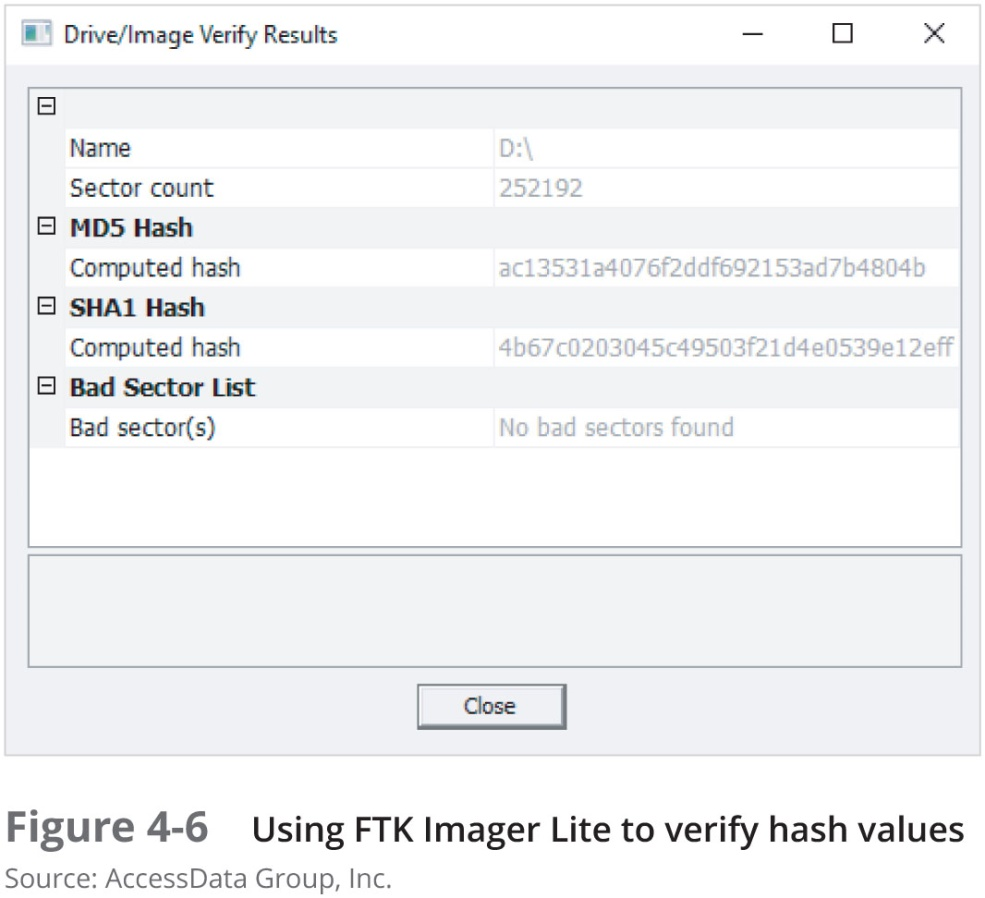 Drive/Image Verify Results
Name D:\
Sector count 252192
MD5 Hash
Computed hash ac13531a4076f2ddf692153ad7b4804b
SHA1 Hash
Computed hash 4b67c0203045c49503f21d4e0539e12eff
Bad Sector List
Bad sector(s) No bad sectors found
Close
Figure 4-6 Using FTK Imager Lite to verify hash values
Source: AccessData Group, Inc.